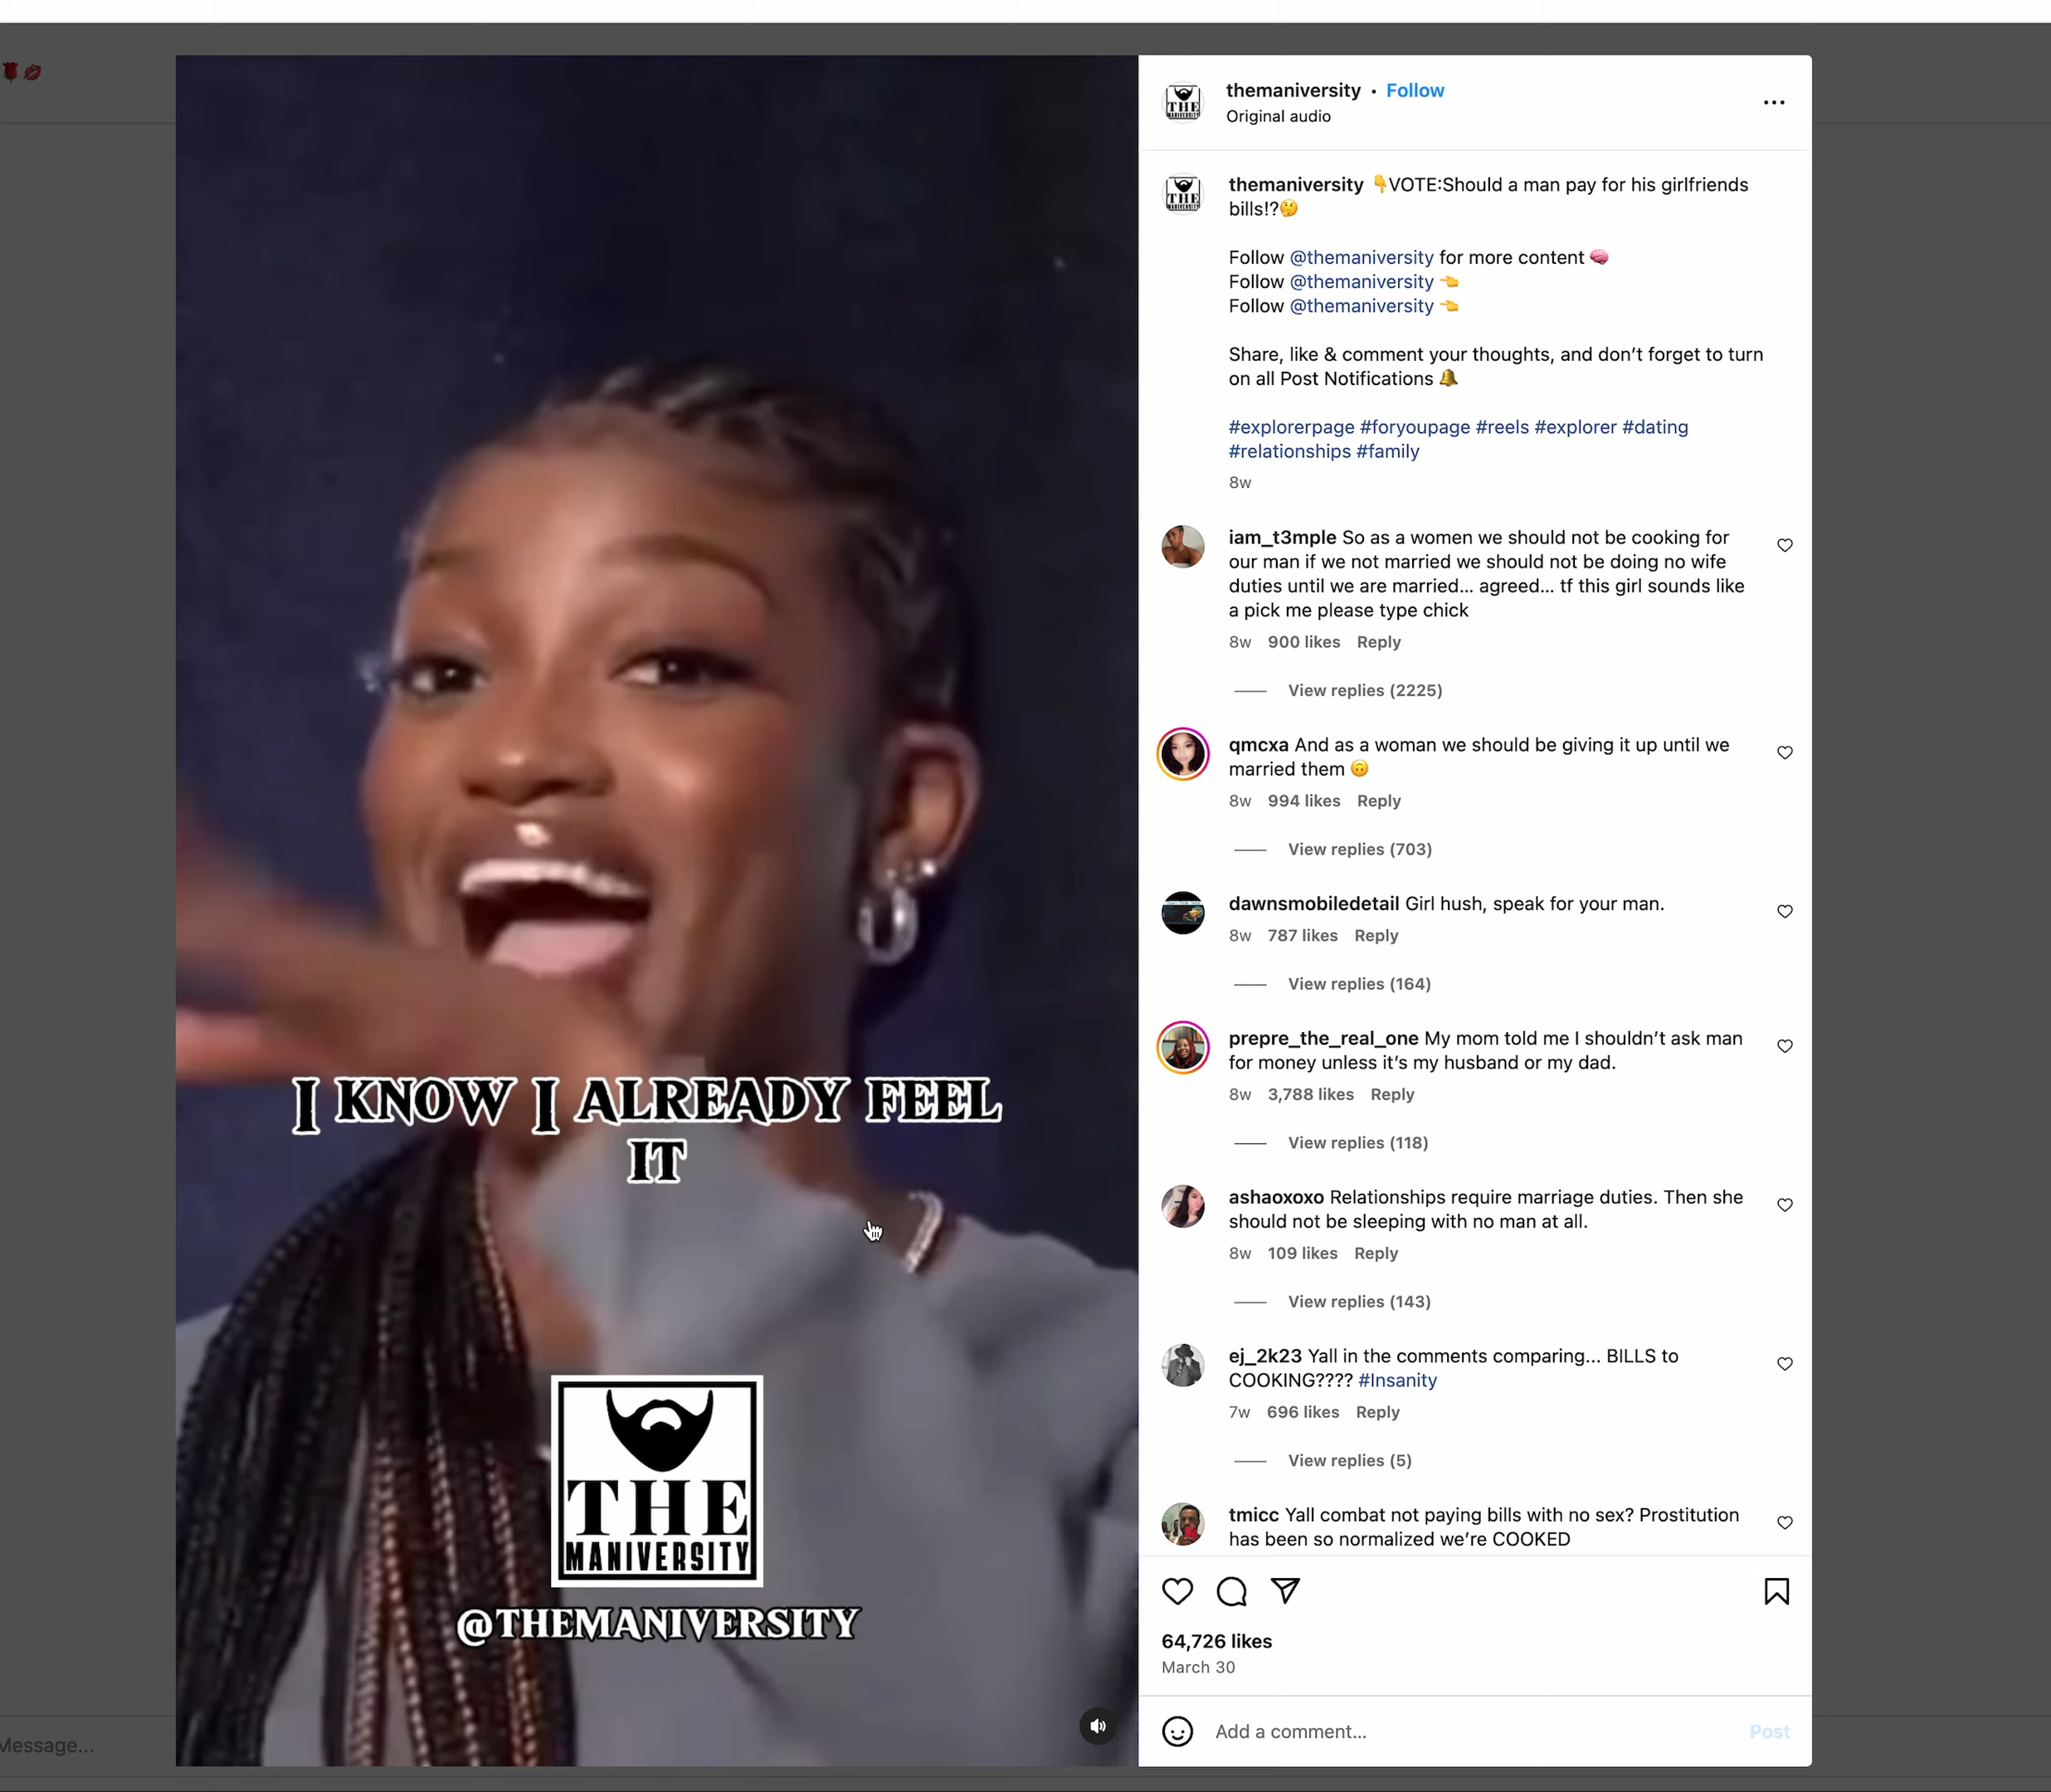 I KNOW I ALREADY FEEL
IT
THE
MANIVERSITY
@THEMANIVERSITY
Message...
themaniversity • Follow
Original audio
themaniversity 👇VOTE:Should a man pay for his girlfriends
bills!?🤔
Follow @themaniversity for more content 🧠
Follow @themaniversity 👈
Follow @themaniversity 👈
Share, like & comment your thoughts, and don’t forget to turn
on all Post Notifications 🔔
#explorerpage #foryoupage #reels #explorer #dating
#relationships #family
8w
iam_t3mple So as a women we should not be cooking for
our man if we not married we should not be doing no wife
duties until we are married... agreed... tf this girl sounds like
a pick me please type chick
8w 900 likes Reply
View replies (2225)
qmcxa And as a woman we should be giving it up until we
married them 🙃
8w 994 likes Reply
View replies (703)
dawnsmobiledetail Girl hush, speak for your man.
8w 787 likes Reply
View replies (164)
prepre_the_real_one My mom told me I shouldn’t ask man
for money unless it’s my husband or my dad.
8w 3,788 likes Reply
View replies (118)
ashaoxoxo Relationships require marriage duties. Then she
should not be sleeping with no man at all.
8w 109 likes Reply
View replies (143)
ej_2k23 Yall in the comments comparing... BILLS to
COOKING???? #Insanity
7w 696 likes Reply
View replies (5)
tmicc Yall combat not paying bills with no sex? Prostitution
has been so normalized we’re COOKED
64,726 likes
March 30
Add a comment...
Post